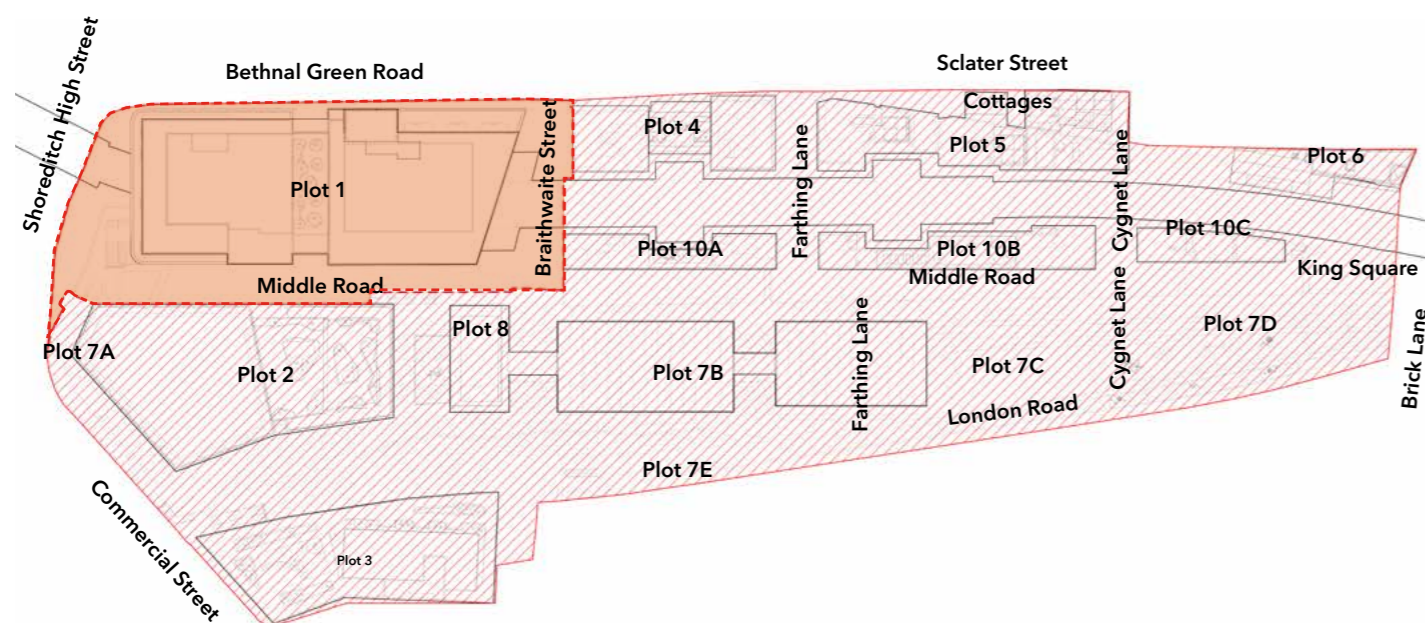 Shoreditch High Street
Bethnal Green Road
Sclater Street
Cottages
Plot 4
Plot 5
Plot 6
Plot 1
Braithwaite Street
Farthing Lane
Cygnet Lane
Plot 10A
Plot 10B
Plot 10C
Middle Road
Middle Road
King Square
Plot 7A
Plot 2
Plot 8
Plot 7B
Farthing Lane
Plot 7C
Cygnet Lane
Plot 7D
Brick Lane
London Road
Plot 7E
Commercial Street
Plot 3